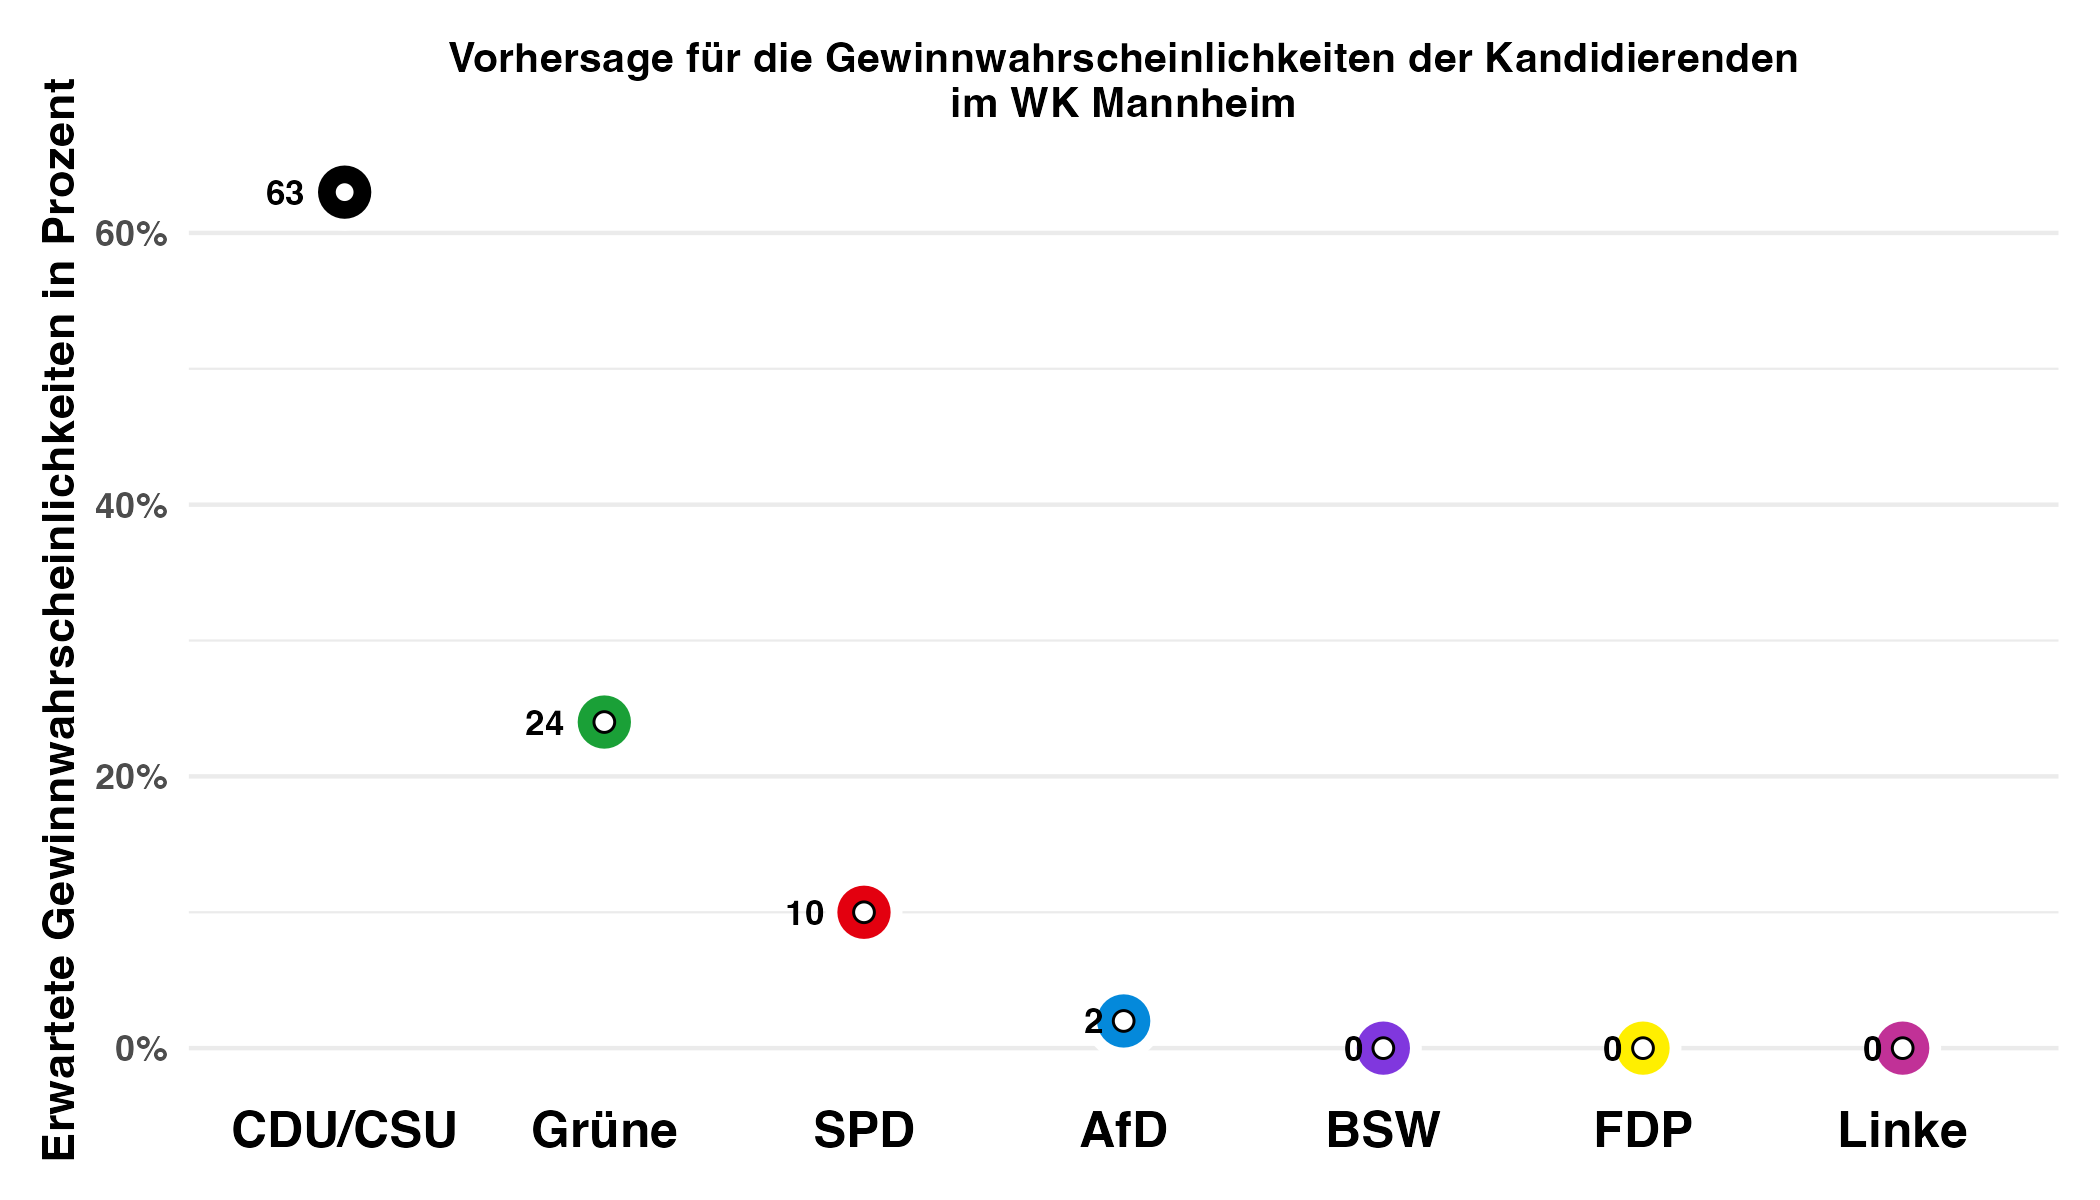 Vorhersage für die Gewinnwahrscheinlichkeiten der Kandidierenden
im WK Mannheim
Erwartete Gewinnwahrscheinlichkeiten in Prozent
60%
40%
20%
0%
63
24
10
2
0
0
0
CDU/CSU
Grüne
SPD
AfD
BSW
FDP
Linke